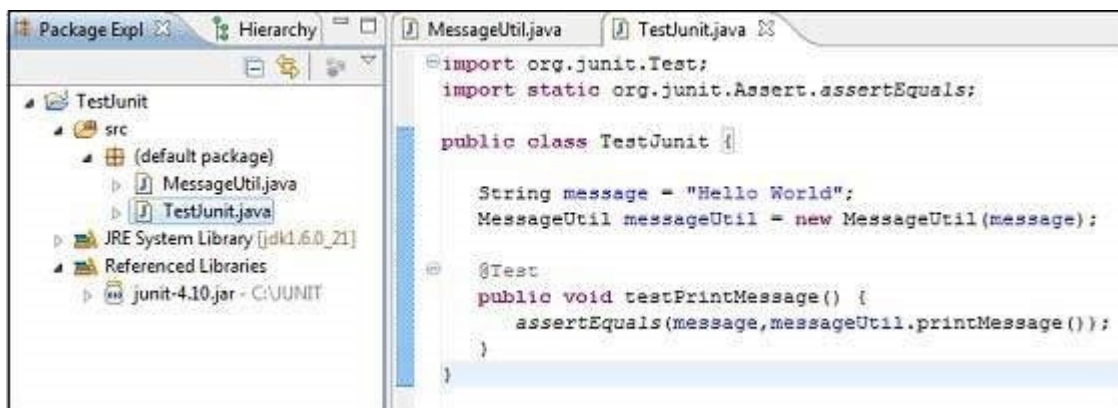 Package Expl
Hierarchy
TestJunit
src
(default package)
MessageUtil.java
TestJunit.java
JRE System Library [jdk1.6.0_21]
Referenced Libraries
junit-4.10.jar - C:\JUNIT
MessageUtil.java
TestJunit.java
import org.junit.Test;
import static org.junit.Assert.assertEquals;
public class TestJunit {
String message = "Hello World";
MessageUtil messageUtil = new MessageUtil(message);
@Test
public void testPrintMessage() {
assertEquals(message,messageUtil.printMessage());
}
}